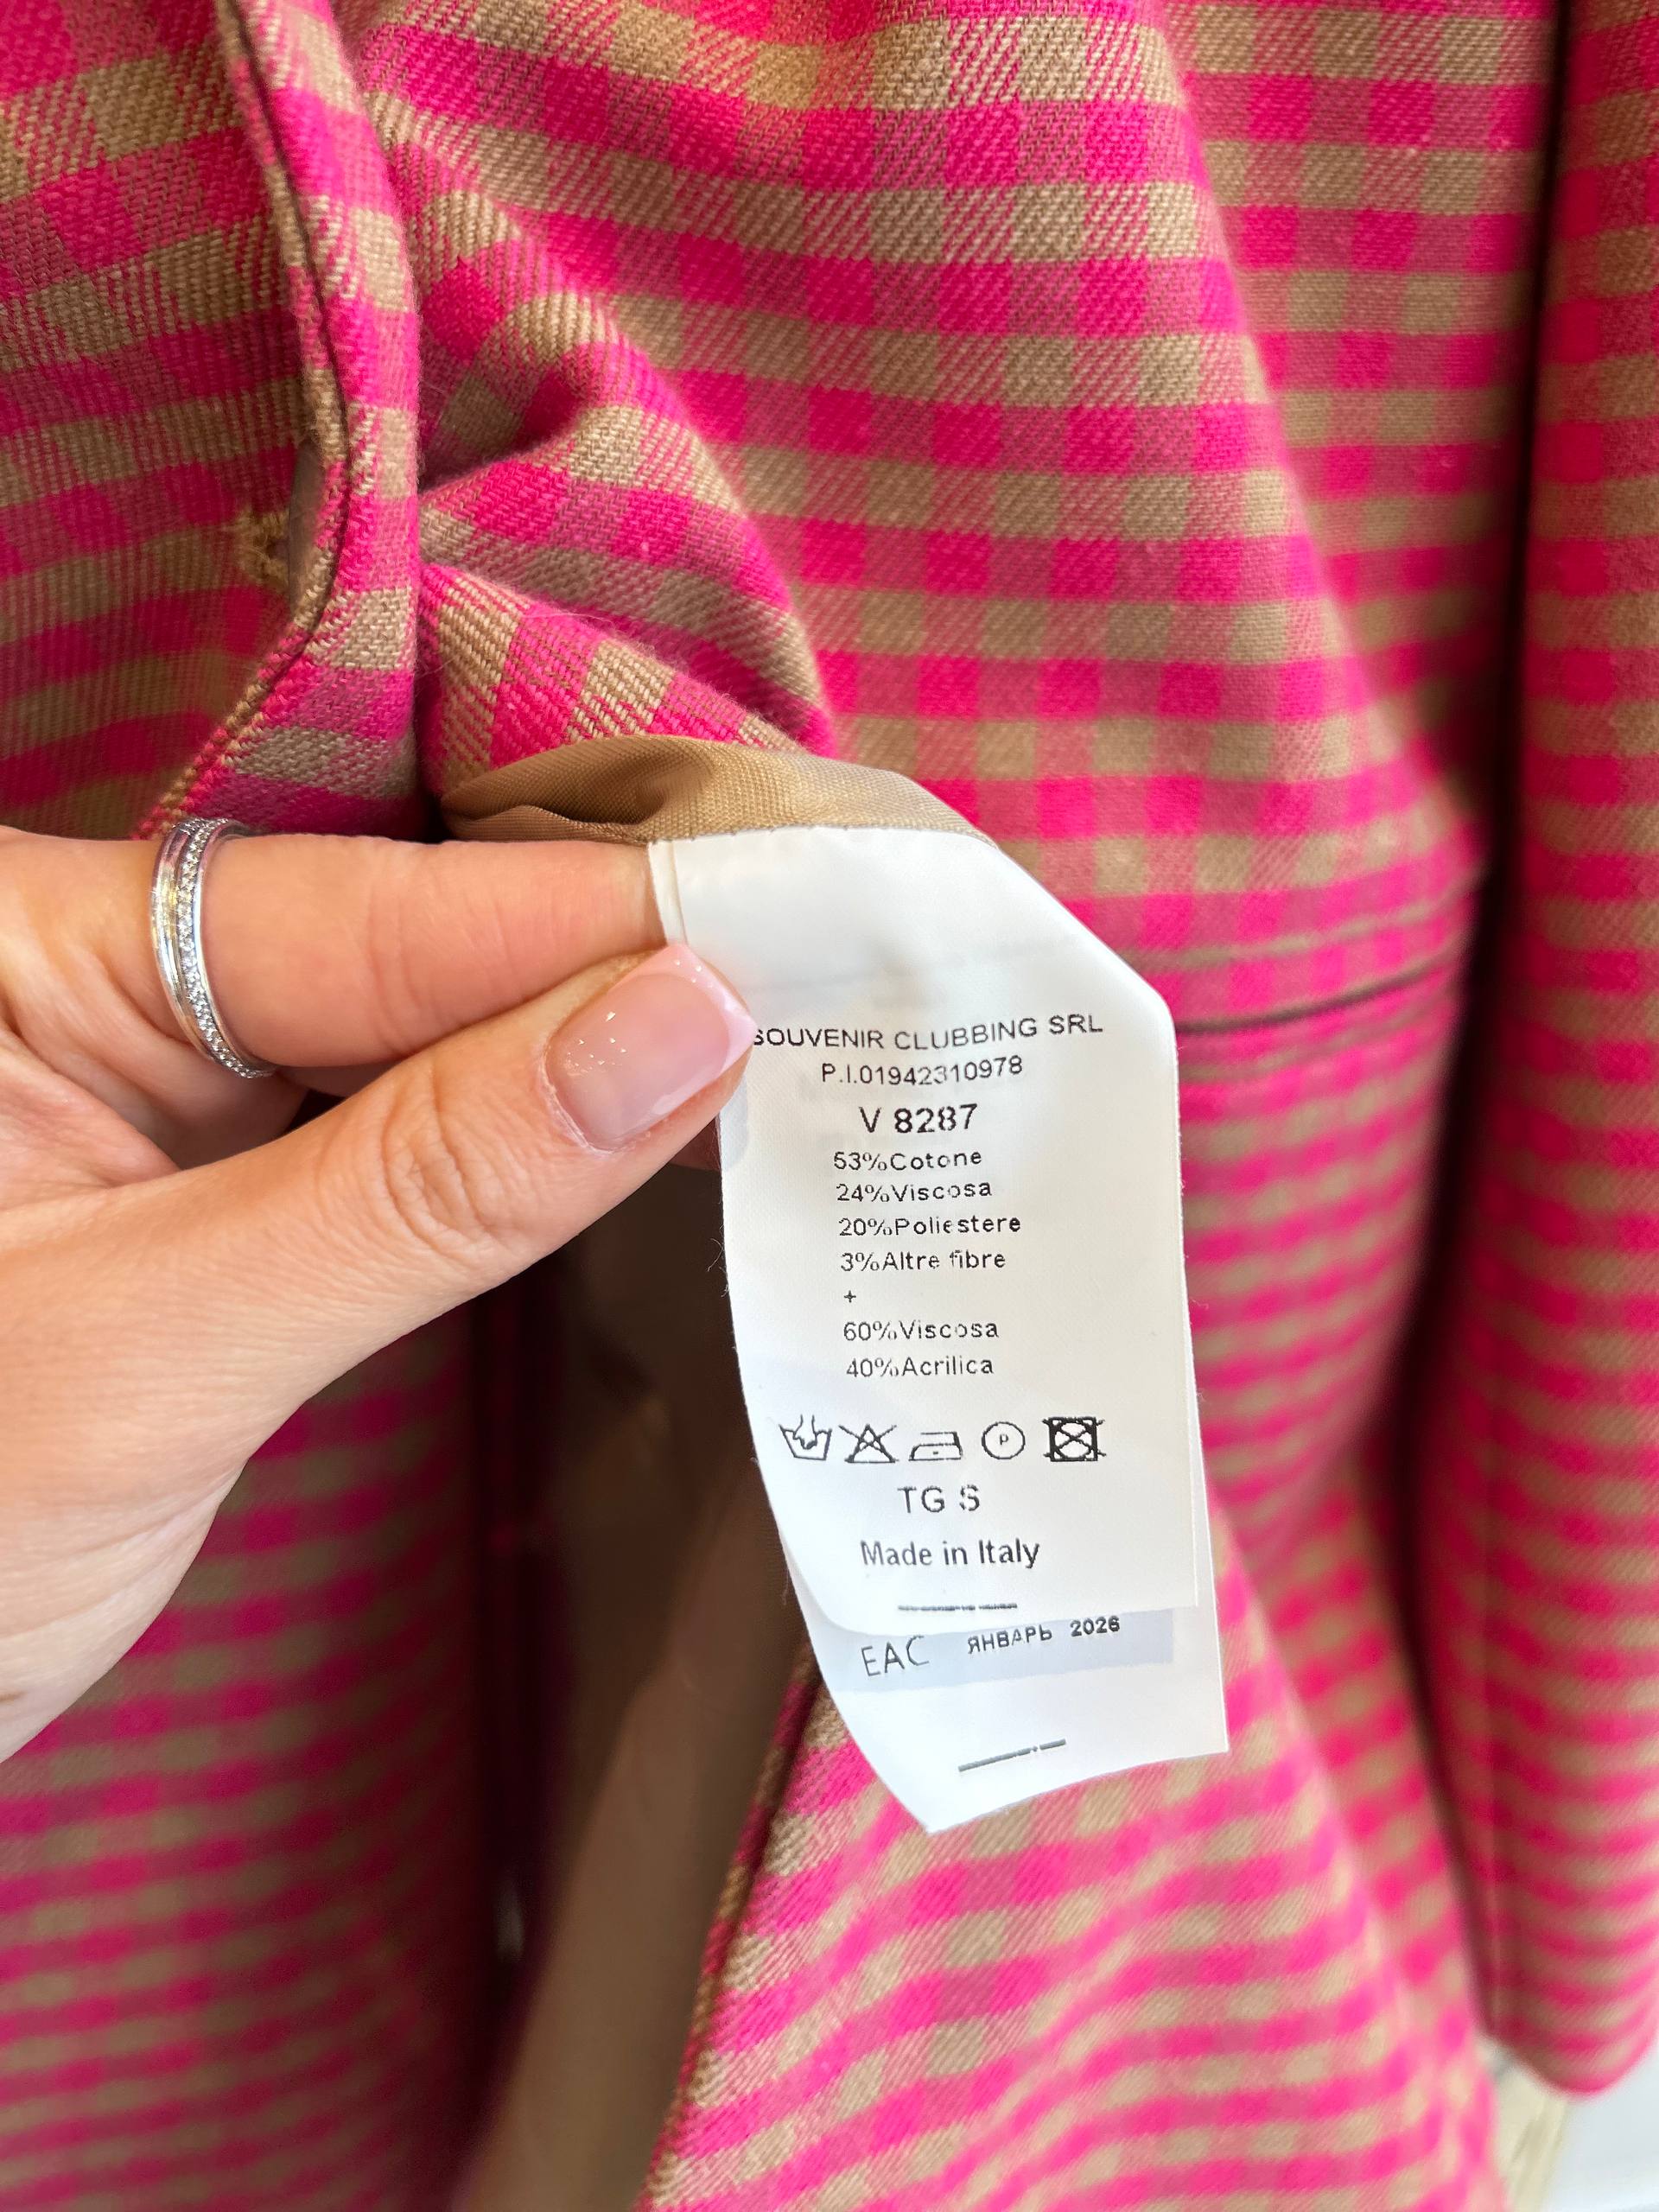 SOUVENIR CLUBBING SRL
P.I.01942310978
V 8287
53%Cotone
24%Viscosa
20%Poliestere
3%Altre fibre
+
60%Viscosa
40%Acrilica
P
TG S
Made in Italy
EAC ЯНВАРЬ 2026